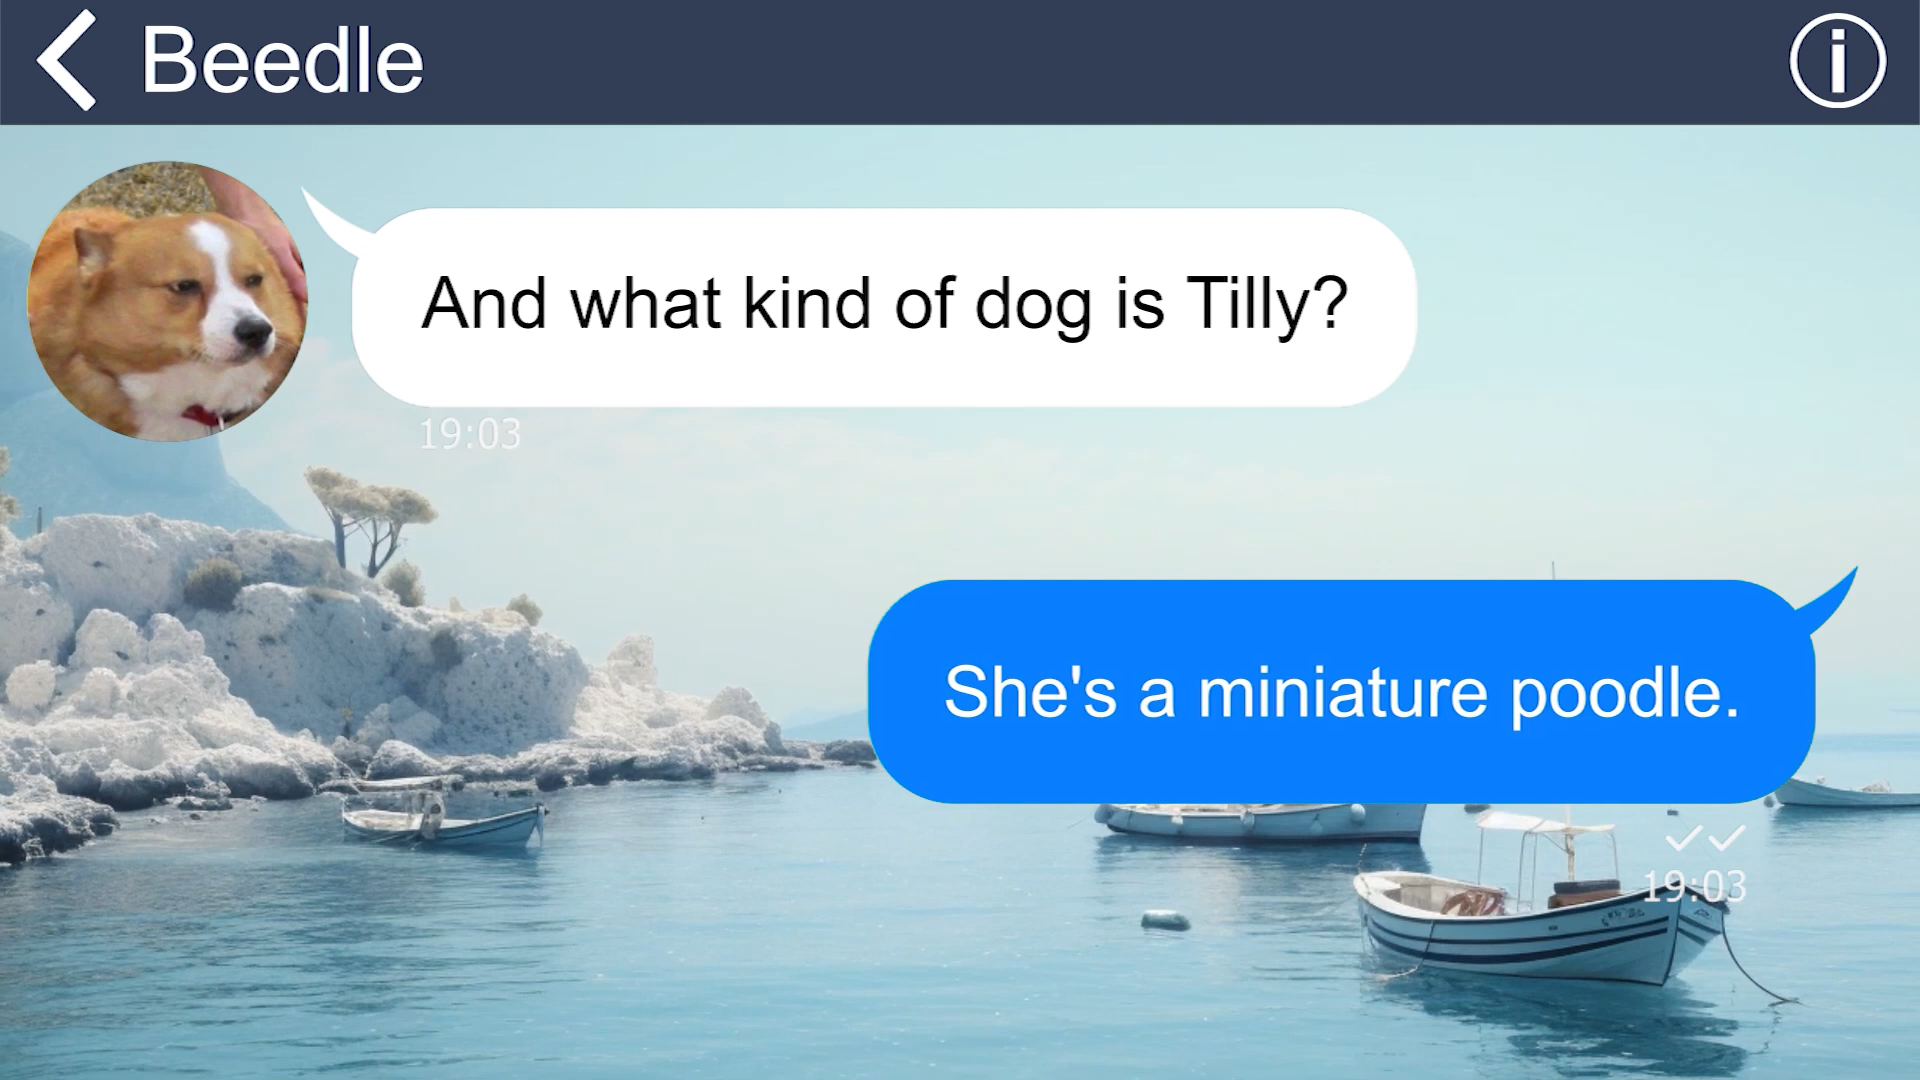 Beedle
And what kind of dog is Tilly?
19:03
She's a miniature poodle.
19:03